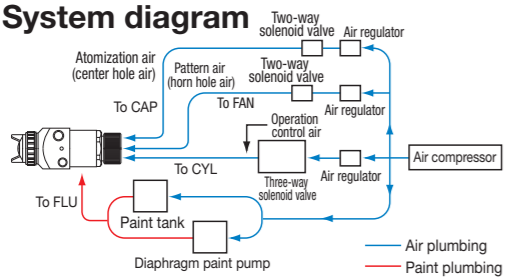 System diagram
Two-way
solenoid valve
Air regulator
Atomization air
(center hole air)
Pattern air
(horn hole air)
Two-way
solenoid valve
To CAP
To FAN
Air regulator
Operation
control air
Air compressor
To CYL
Three-way
solenoid valve
Air regulator
To FLU
Paint tank
Diaphragm paint pump
Air plumbing
Paint plumbing